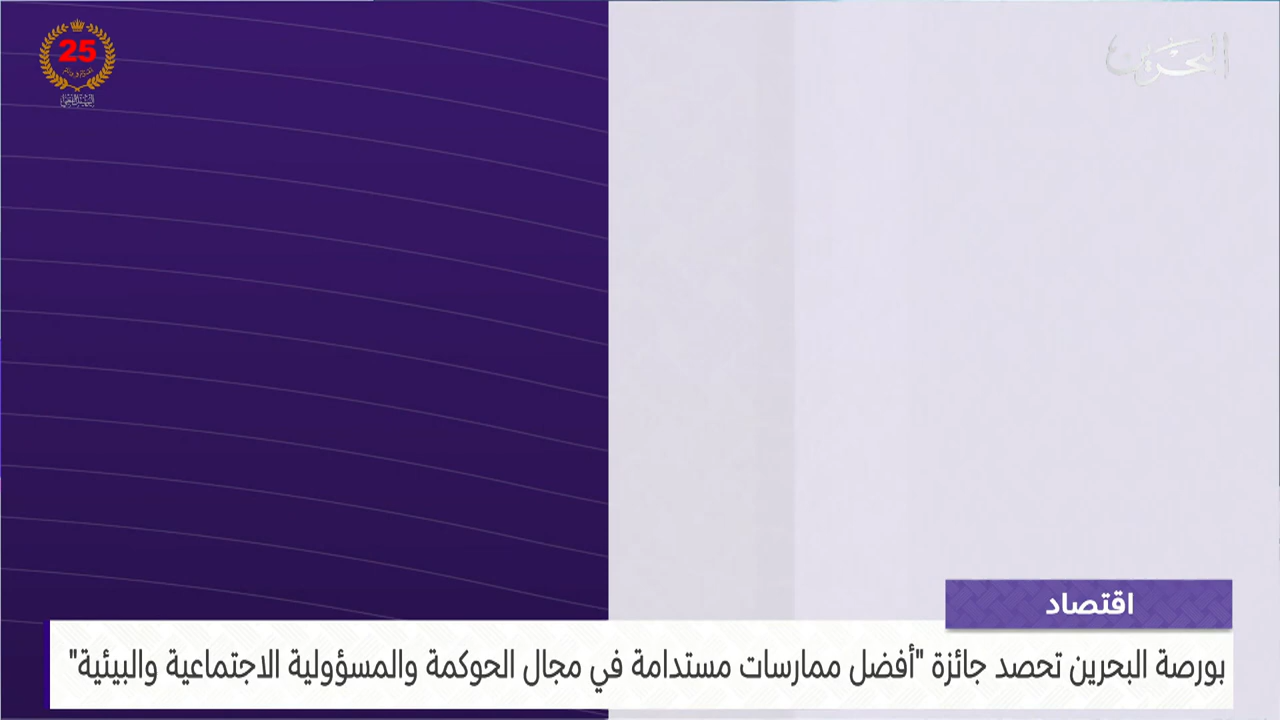 25
البحرين
اقتصاد
بورصة البحرين تحصد جائزة "أفضل ممارسات مستدامة في مجال الحوكمة والمسؤولية الاجتماعية والبيئية"